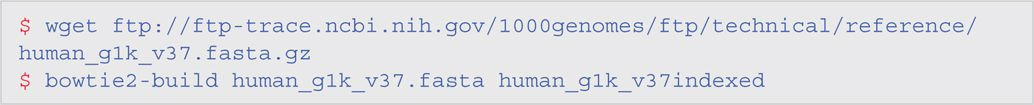 $ wget ftp://ftp-trace.ncbi.nih.gov/1000genomes/ftp/technical/reference/
human_g1k_v37.fasta.gz
$ bowtie2-build human_g1k_v37.fasta human_g1k_v37indexed